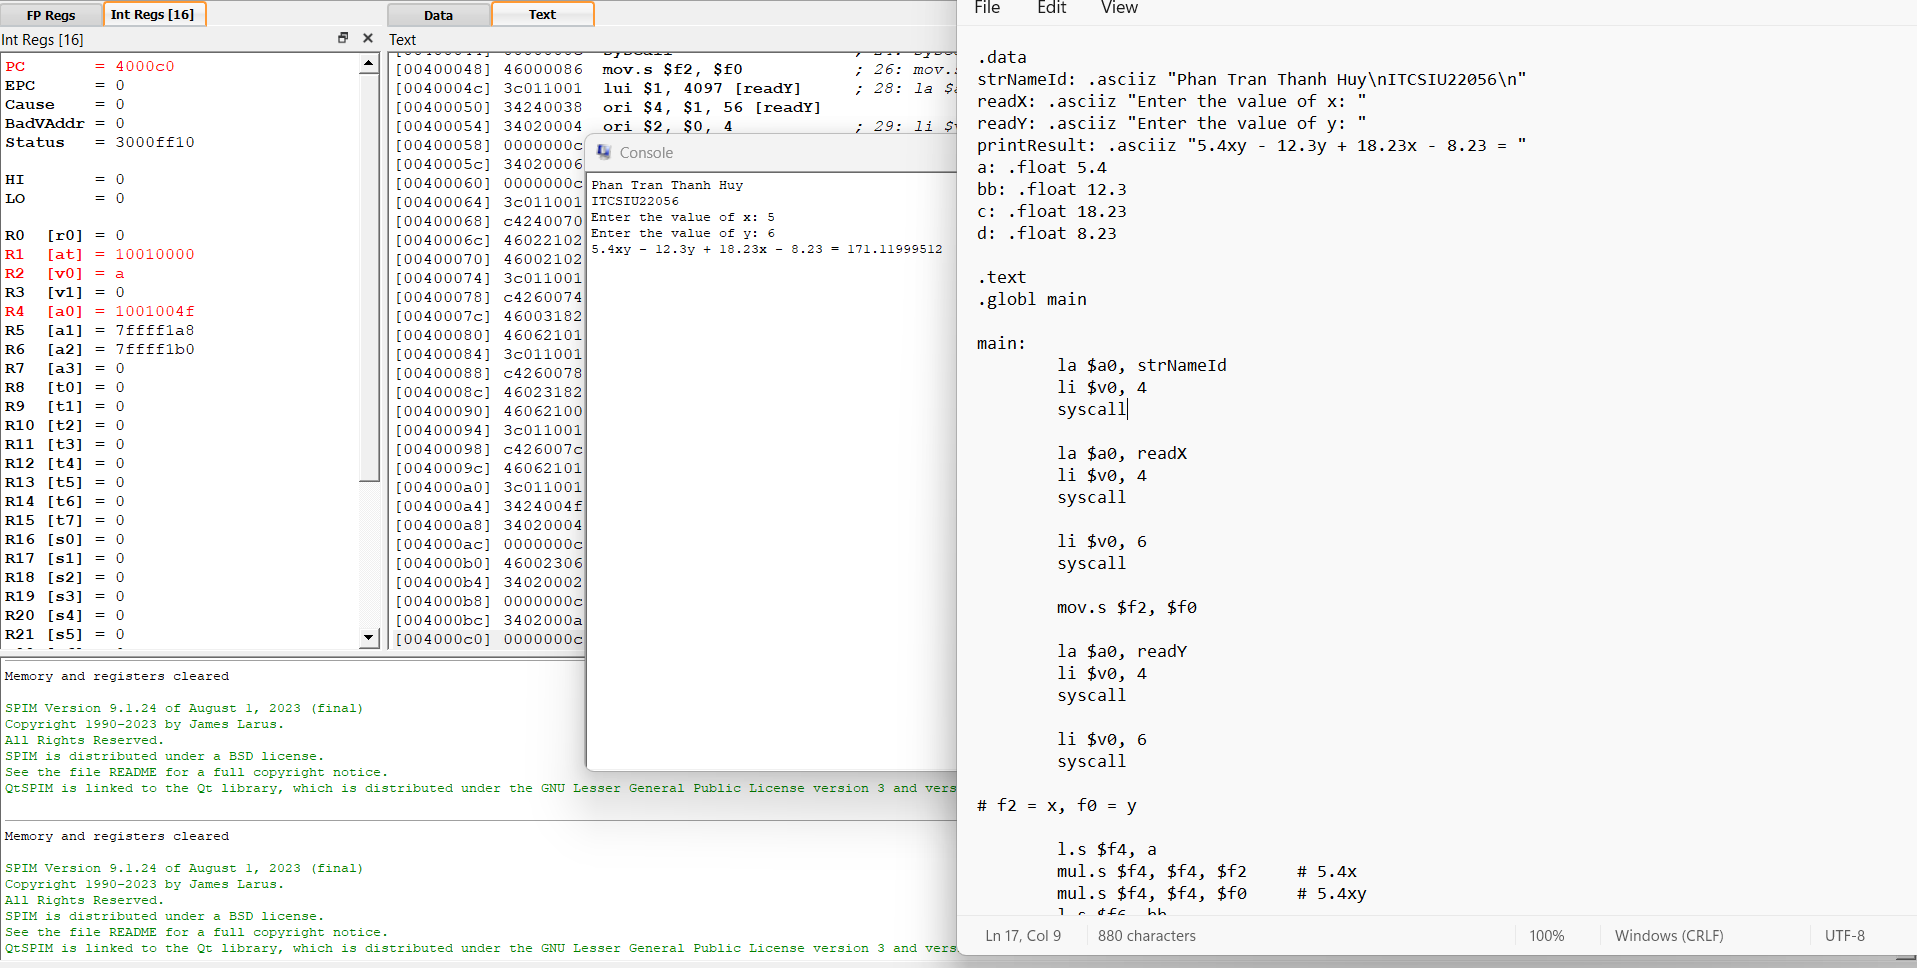 FP Regs
Int Regs [16]
Int Regs [16]
PC = 4000c0
EPC = 0
Cause = 0
BadVAddr = 0
Status = 3000ff10
HI = 0
LO = 0
R0 [r0] = 0
R1 [at] = 10010000
R2 [v0] = a
R3 [v1] = 0
R4 [a0] = 1001004f
R5 [a1] = 7ffff1a8
R6 [a2] = 7ffff1b0
R7 [a3] = 0
R8 [t0] = 0
R9 [t1] = 0
R10 [t2] = 0
R11 [t3] = 0
R12 [t4] = 0
R13 [t5] = 0
R14 [t6] = 0
R15 [t7] = 0
R16 [s0] = 0
R17 [s1] = 0
R18 [s2] = 0
R19 [s3] = 0
R20 [s4] = 0
R21 [s5] = 0
Data
Text
Text
[00400048] 46000086 mov.s $f2, $f0 ; 26: mov.
[0040004c] 3c011001 lui $1, 4097 [readY] ; 28: la $
[00400050] 34240038 ori $4, $1, 56 [readY]
[00400054] 34020004 ori $2, $0, 4 ; 29: li $
[00400058] 0000000c
[0040005c] 34020006
[00400060] 0000000c
[00400064] 3c011001
[00400068] c4240070
[0040006c] 46022102
[00400070] 46002102
[00400074] 3c011001
[00400078] c4260074
[0040007c] 46003182
[00400080] 46062101
[00400084] 3c011001
[00400088] c4260078
[0040008c] 46023182
[00400090] 46062100
[00400094] 3c011001
[00400098] c426007c
[0040009c] 46062101
[004000a0] 3c011001
[004000a4] 3424004f
[004000a8] 34020004
[004000ac] 0000000c
[004000b0] 46002306
[004000b4] 34020002
[004000b8] 0000000c
[004000bc] 3402000a
[004000c0] 0000000c
Console
Phan Tran Thanh Huy
ITCSIU22056
Enter the value of x: 5
Enter the value of y: 6
5.4xy - 12.3y + 18.23x - 8.23 = 171.11999512
Memory and registers cleared
SPIM Version 9.1.24 of August 1, 2023 (final)
Copyright 1990-2023 by James Larus.
All Rights Reserved.
SPIM is distributed under a BSD license.
See the file README for a full copyright notice.
QtSPIM is linked to the Qt library, which is distributed under the GNU Lesser General Public License version 3 and vers
Memory and registers cleared
SPIM Version 9.1.24 of August 1, 2023 (final)
Copyright 1990-2023 by James Larus.
All Rights Reserved.
SPIM is distributed under a BSD license.
See the file README for a full copyright notice.
QtSPIM is linked to the Qt library, which is distributed under the GNU Lesser General Public License version 3 and vers
File Edit View
.data
strNameId: .asciiz "Phan Tran Thanh Huy\nITCSIU22056\n"
readX: .asciiz "Enter the value of x: "
readY: .asciiz "Enter the value of y: "
printResult: .asciiz "5.4xy - 12.3y + 18.23x - 8.23 = "
a: .float 5.4
bb: .float 12.3
c: .float 18.23
d: .float 8.23
.text
.globl main
main:
la $a0, strNameId
li $v0, 4
syscall
la $a0, readX
li $v0, 4
syscall
li $v0, 6
syscall
mov.s $f2, $f0
la $a0, readY
li $v0, 4
syscall
li $v0, 6
syscall
# f2 = x, f0 = y
l.s $f4, a
mul.s $f4, $f4, $f2 # 5.4x
mul.s $f4, $f4, $f0 # 5.4xy
l.s $f6, bb
Ln 17, Col 9
880 characters
100%
Windows (CRLF)
UTF-8